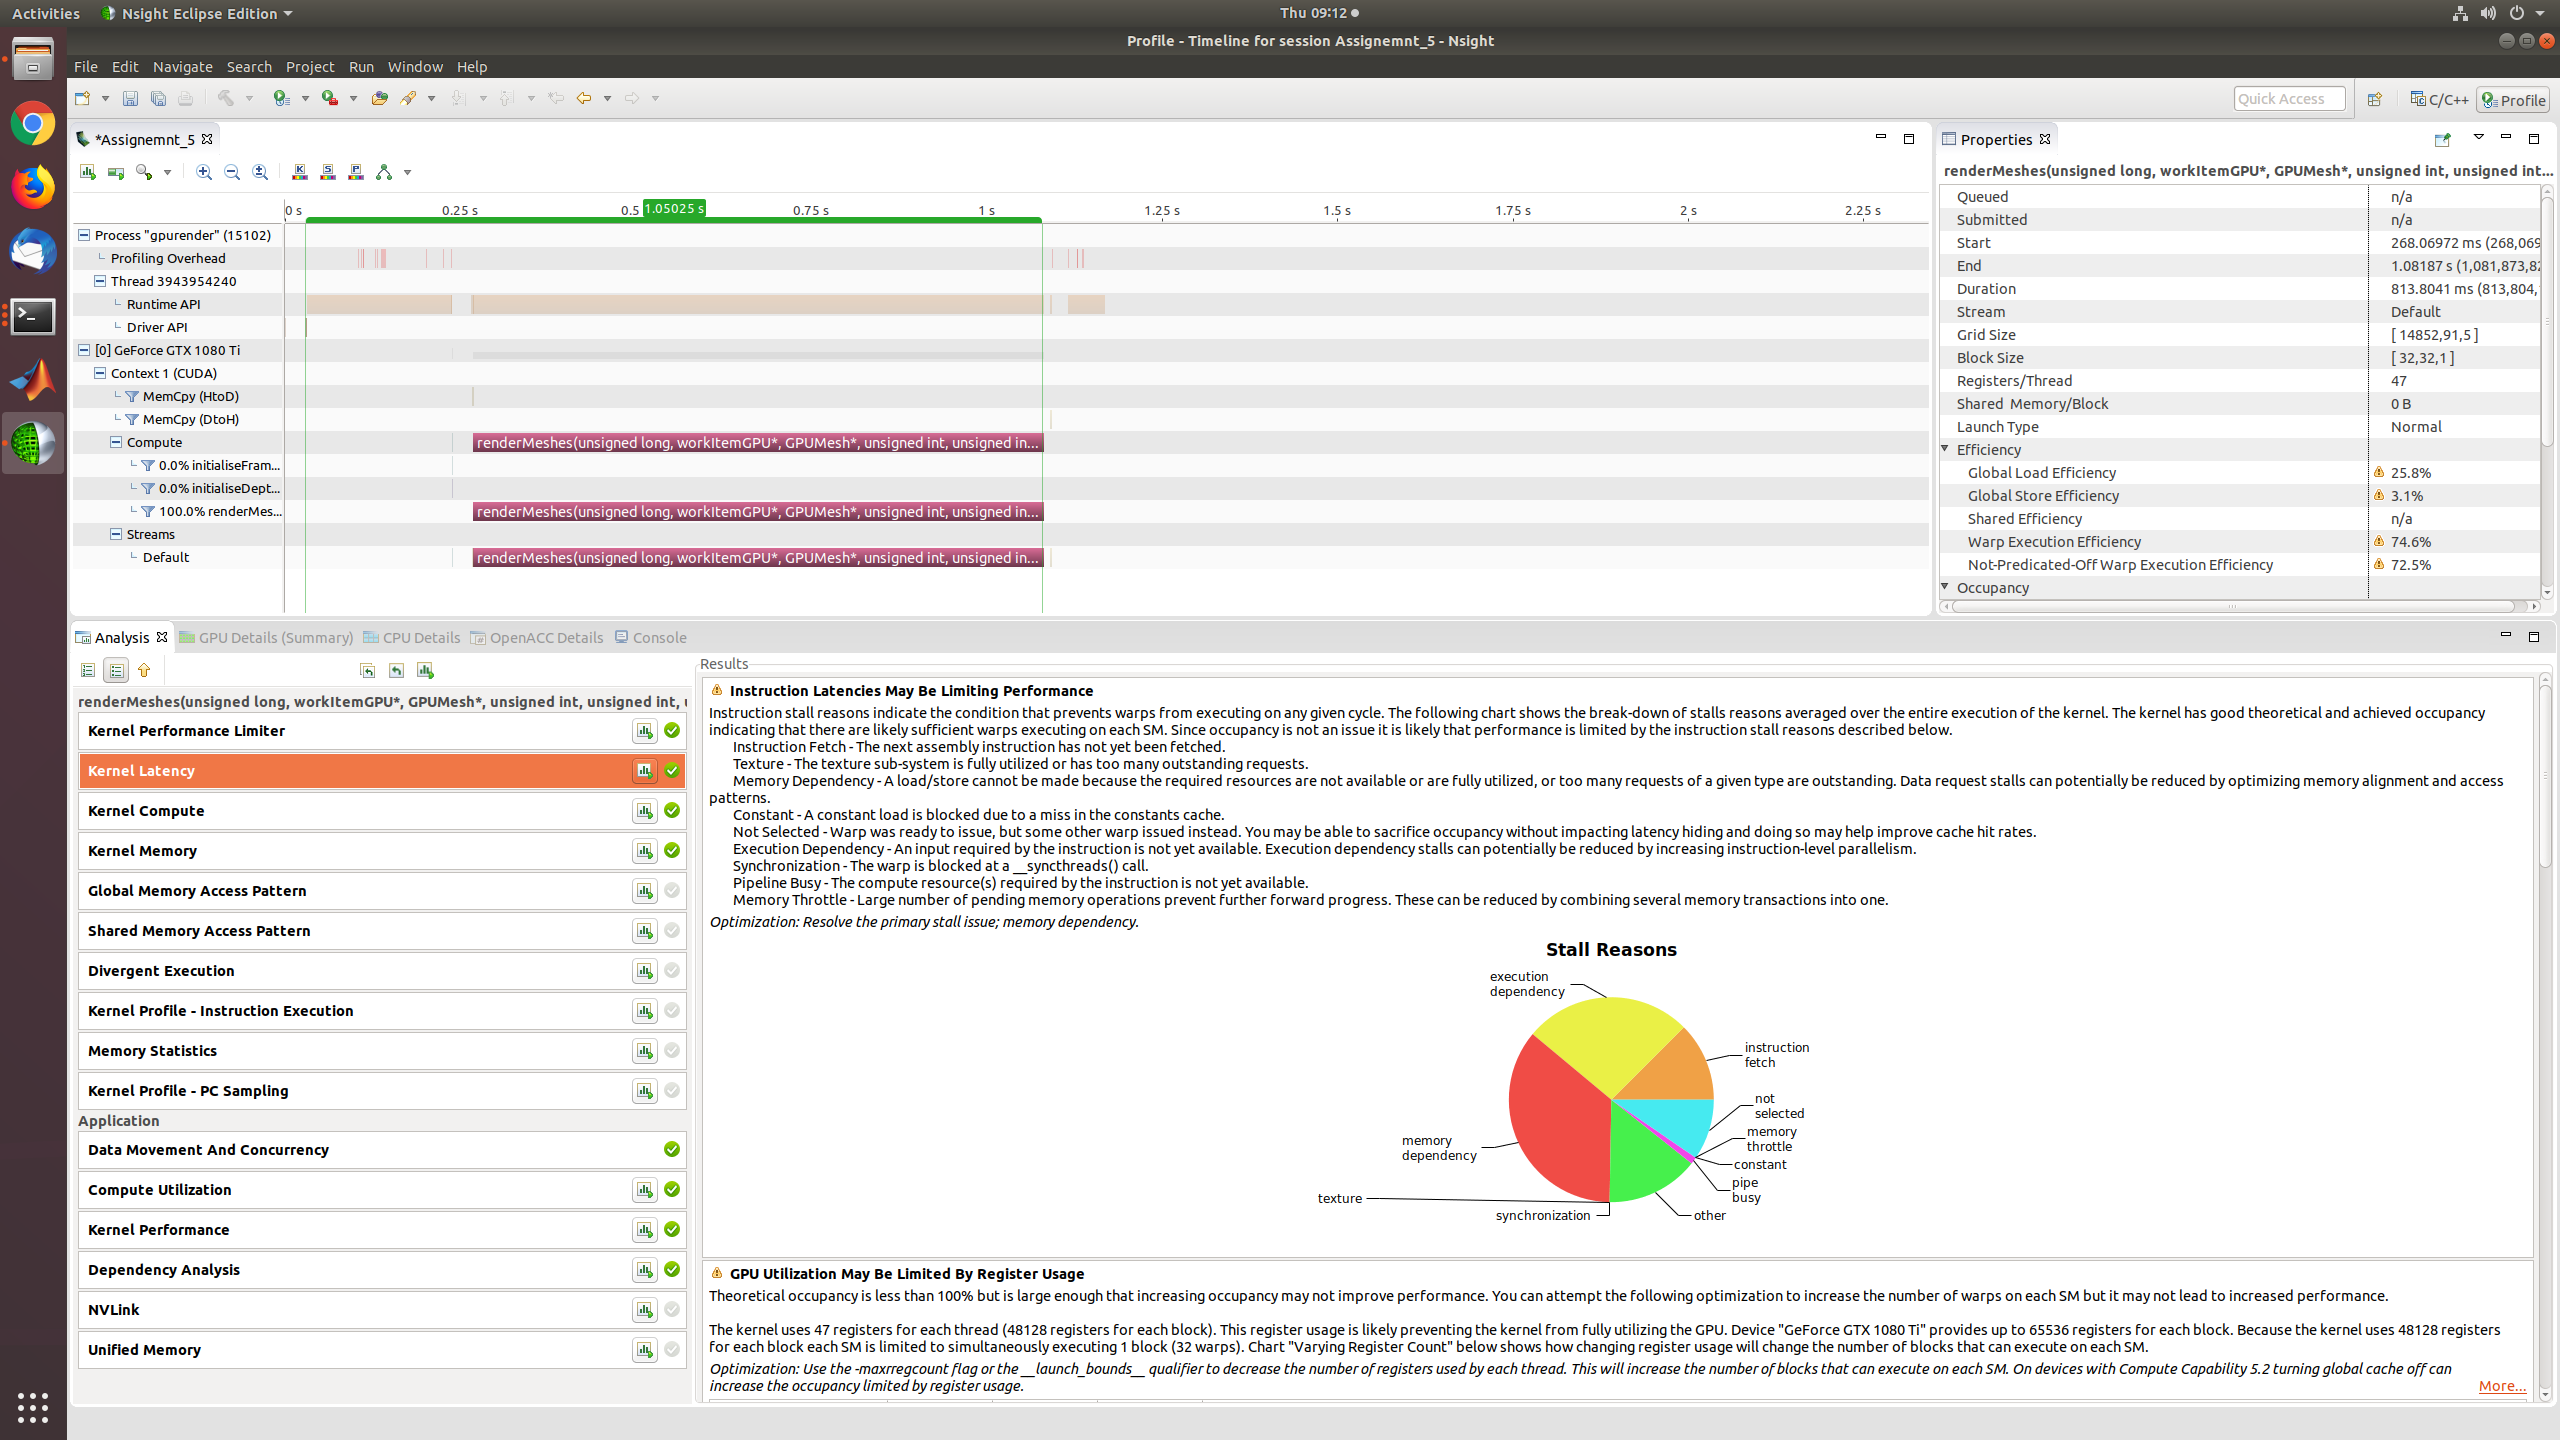 Activities
Nsight Eclipse Edition
Thu 09:12
Profile - Timeline for session Assignemnt_5 - Nsight
File Edit Navigate Search Project Run Window Help
Quick Access
C/C++
Profile
*Assignemnt_5
0 s 0.25 s 0.5 1.05025 s 0.75 s 1 s 1.25 s 1.5 s 1.75 s 2 s 2.25 s
Process "gpurender" (15102)
Profiling Overhead
Thread 3943954240
Runtime API
Driver API
[0] GeForce GTX 1080 Ti
Context 1 (CUDA)
MemCpy (HtoD)
MemCpy (DtoH)
Compute
renderMeshes(unsigned long, workItemGPU*, GPUMesh*, unsigned int, unsigned in...
0.0% initialiseFram...
0.0% initialiseDept...
100.0% renderMes...
renderMeshes(unsigned long, workItemGPU*, GPUMesh*, unsigned int, unsigned in...
Streams
Default
renderMeshes(unsigned long, workItemGPU*, GPUMesh*, unsigned int, unsigned in...
Properties
renderMeshes(unsigned long, workItemGPU*, GPUMesh*, unsigned int, unsigned int...
Queued n/a
Submitted n/a
Start 268.06972 ms (268,069
End 1.08187 s (1,081,873,82
Duration 813.8041 ms (813,804,
Stream Default
Grid Size [ 14852,91,5 ]
Block Size [ 32,32,1 ]
Registers/Thread 47
Shared Memory/Block 0 B
Launch Type Normal
Efficiency
Global Load Efficiency 25.8%
Global Store Efficiency 3.1%
Shared Efficiency n/a
Warp Execution Efficiency 74.6%
Not-Predicated-Off Warp Execution Efficiency 72.5%
Occupancy
Analysis
GPU Details (Summary)
CPU Details
OpenACC Details
Console
renderMeshes(unsigned long, workItemGPU*, GPUMesh*, unsigned int, unsigned int,
Kernel Performance Limiter
Kernel Latency
Kernel Compute
Kernel Memory
Global Memory Access Pattern
Shared Memory Access Pattern
Divergent Execution
Kernel Profile - Instruction Execution
Memory Statistics
Kernel Profile - PC Sampling
Application
Data Movement And Concurrency
Compute Utilization
Kernel Performance
Dependency Analysis
NVLink
Unified Memory
Results
Instruction Latencies May Be Limiting Performance
Instruction stall reasons indicate the condition that prevents warps from executing on any given cycle. The following chart shows the break-down of stalls reasons averaged over the entire execution of the kernel. The kernel has good theoretical and achieved occupancy
indicating that there are likely sufficient warps executing on each SM. Since occupancy is not an issue it is likely that performance is limited by the instruction stall reasons described below.
Instruction Fetch - The next assembly instruction has not yet been fetched.
Texture - The texture sub-system is fully utilized or has too many outstanding requests.
Memory Dependency - A load/store cannot be made because the required resources are not available or are fully utilized, or too many requests of a given type are outstanding. Data request stalls can potentially be reduced by optimizing memory alignment and access
patterns.
Constant - A constant load is blocked due to a miss in the constants cache.
Not Selected - Warp was ready to issue, but some other warp issued instead. You may be able to sacrifice occupancy without impacting latency hiding and doing so may help improve cache hit rates.
Execution Dependency - An input required by the instruction is not yet available. Execution dependency stalls can potentially be reduced by increasing instruction-level parallelism.
Synchronization - The warp is blocked at a __syncthreads() call.
Pipeline Busy - The compute resource(s) required by the instruction is not yet available.
Memory Throttle - Large number of pending memory operations prevent further forward progress. These can be reduced by combining several memory transactions into one.
Optimization: Resolve the primary stall issue; memory dependency.
Stall Reasons
execution
dependency
instruction
fetch
not
selected
memory
throttle
constant
pipe
busy
other
synchronization
texture
memory
dependency
GPU Utilization May Be Limited By Register Usage
Theoretical occupancy is less than 100% but is large enough that increasing occupancy may not improve performance. You can attempt the following optimization to increase the number of warps on each SM but it may not lead to increased performance.
The kernel uses 47 registers for each thread (48128 registers for each block). This register usage is likely preventing the kernel from fully utilizing the GPU. Device "GeForce GTX 1080 Ti" provides up to 65536 registers for each block. Because the kernel uses 48128 registers
for each block each SM is limited to simultaneously executing 1 block (32 warps). Chart "Varying Register Count" below shows how changing register usage will change the number of blocks that can execute on each SM.
Optimization: Use the -maxrregcount flag or the __launch_bounds__ qualifier to decrease the number of registers used by each thread. This will increase the number of blocks that can execute on each SM. On devices with Compute Capability 5.2 turning global cache off can
increase the occupancy limited by register usage.
More...